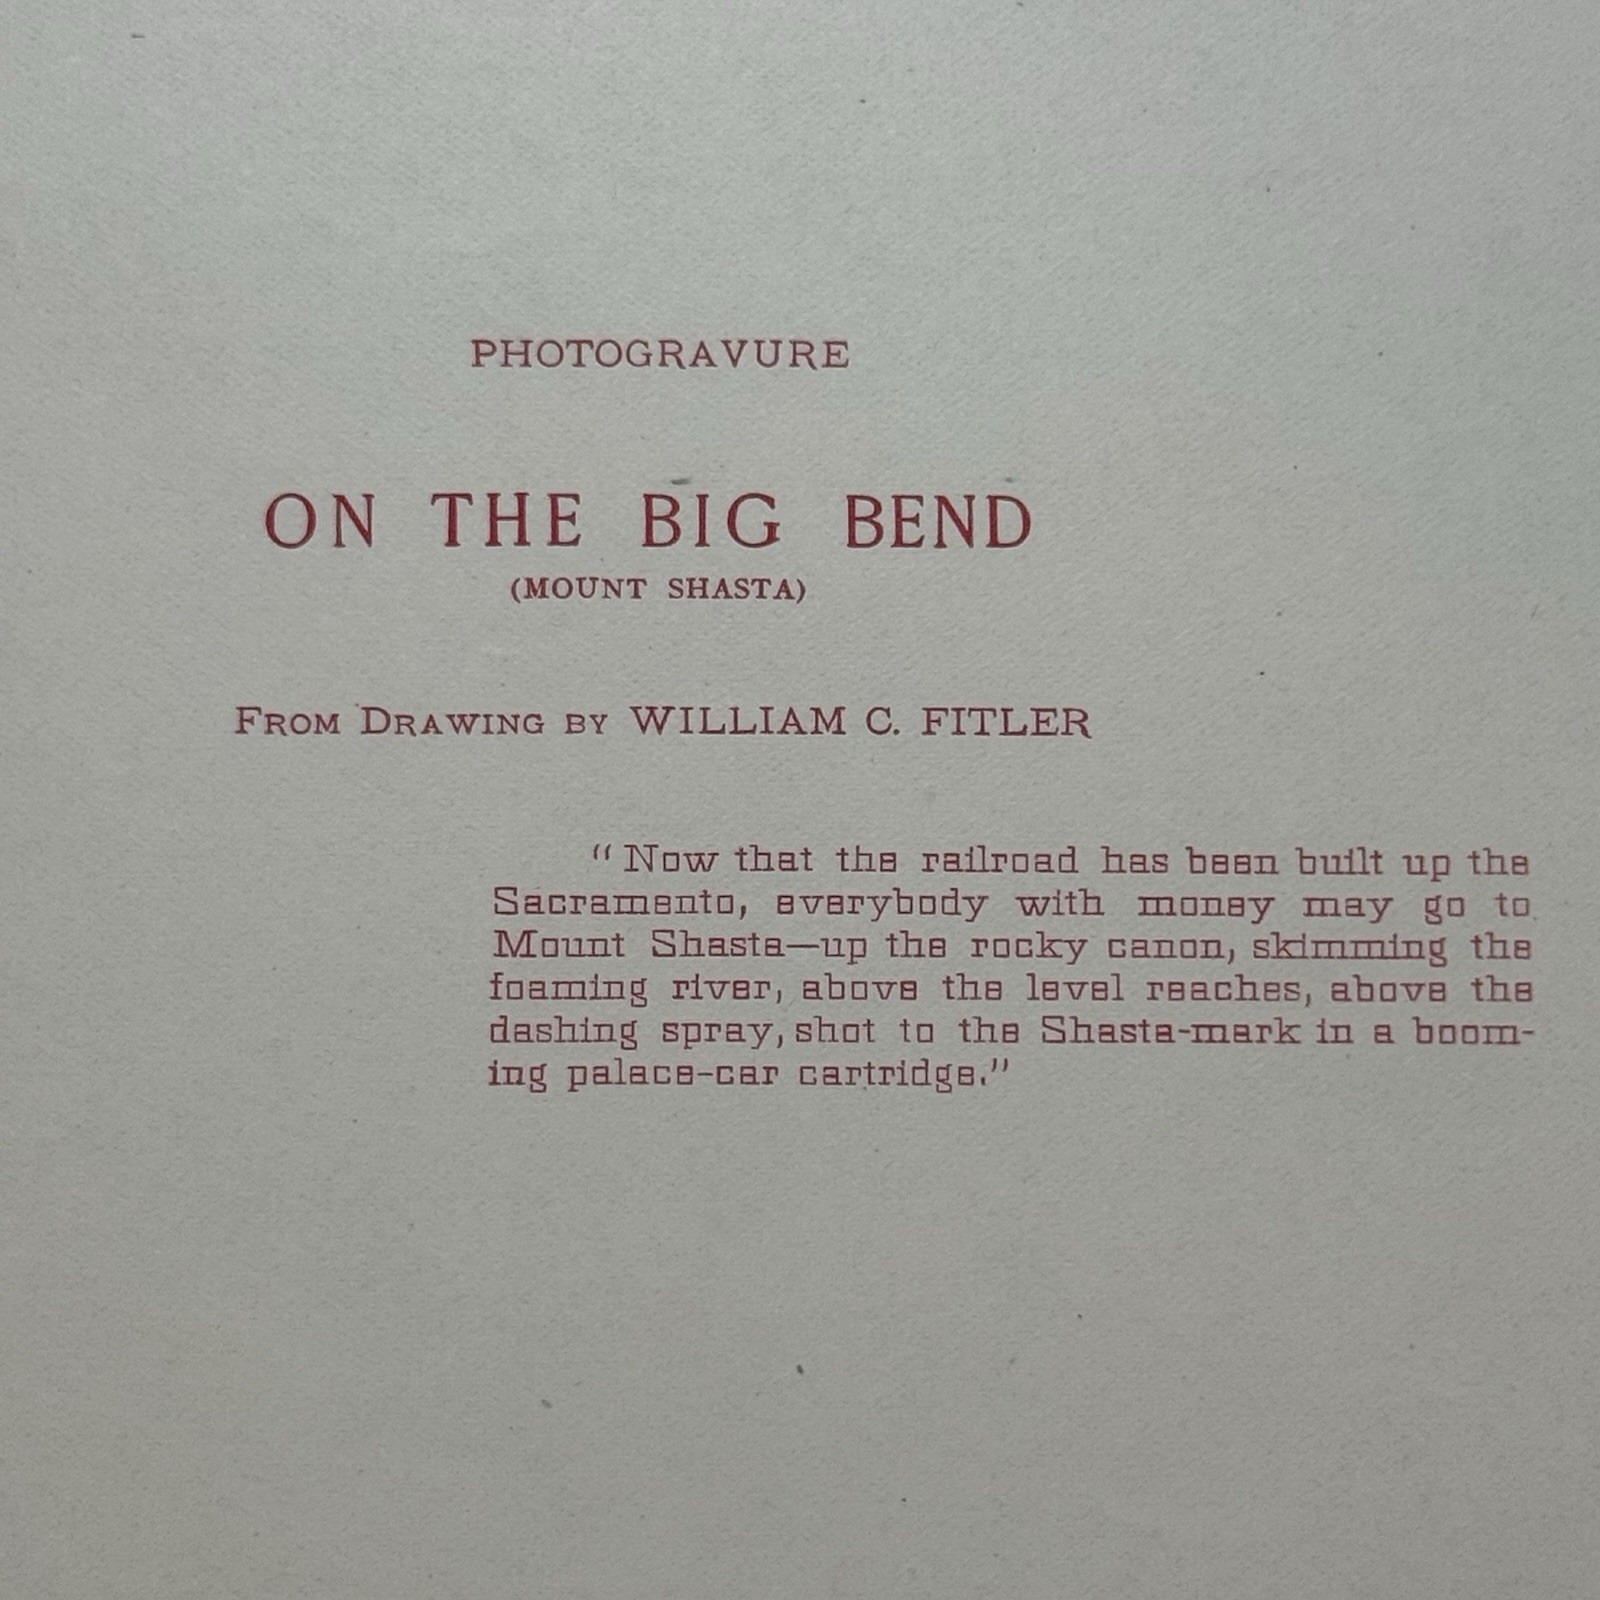 PHOTOGRAVURE
ON THE BIG BEND
(MOUNT SHASTA)
FROM DRAWING BY WILLIAM C. FITLER
“Now that the railroad has been built up the
Sacramento, everybody with money may go to
Mount Shasta—up the rocky canon, skimming the
foaming river, above the level reaches, above the
dashing spray, shot to the Shasta-mark in a boom-
ing palace-car cartridge.”